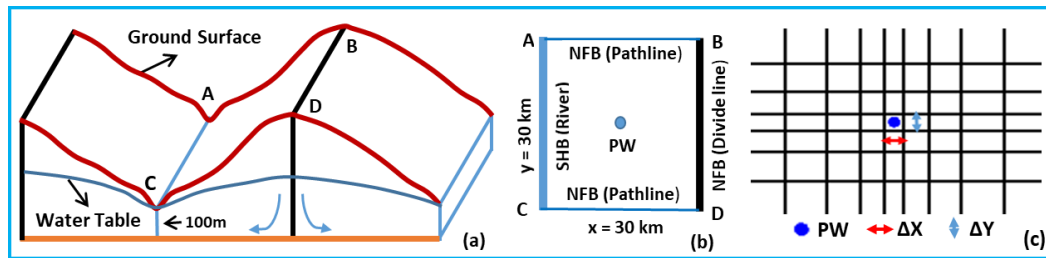 Ground Surface
B
A
D
C
Water Table
100m
(a)
A
NFB (Pathline)
B
y = 30 km
SHB (River)
PW
NFB (Divide line)
C
NFB (Pathline)
D
x = 30 km
(b)
PW
ΔX
ΔY
(c)